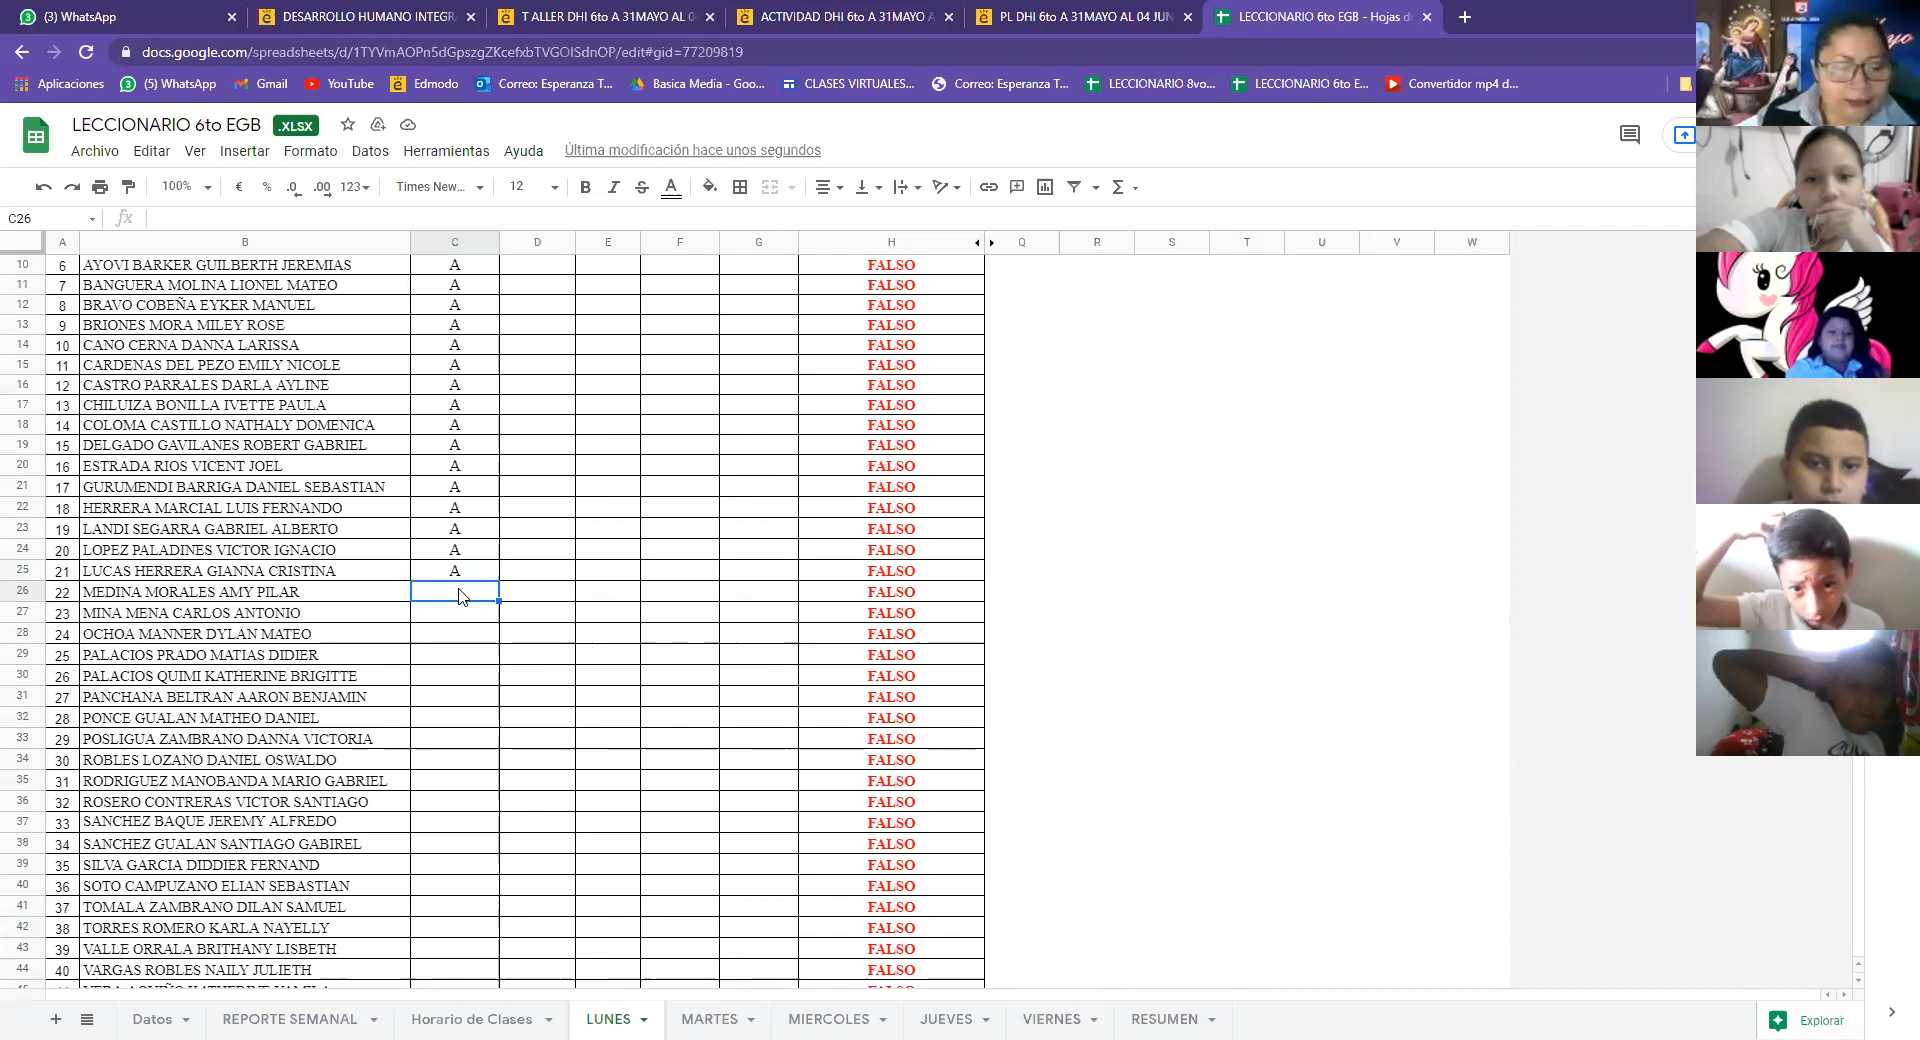 (3) WhatsApp
DESARROLLO HUMANO INTEGR
T ALLER DHI 6to A 31MAYO AL 0
ACTIVIDAD DHI 6to A 31MAYO A
PL DHI 6to A 31MAYO AL 04 JUN
LECCIONARIO 6to EGB - Hojas d
docs.google.com/spreadsheets/d/1TYVmAOPn5dGpszgZKcefxbTVGOISdnOP/edit#gid=77209819
Aplicaciones (5) WhatsApp Gmail YouTube Edmodo Correo: Esperanza T... Basica Media - Goo... CLASES VIRTUALES... Correo: Esperanza T... LECCIONARIO 8vo... LECCIONARIO 6to E... Convertidor mp4 d...
LECCIONARIO 6to EGB .XLSX
Archivo Editar Ver Insertar Formato Datos Herramientas Ayuda Última modificación hace unos segundos
100% € % .0 .00 123 Times New... 12 B I S A Σ
C26 fx
A B C D E F G H Q R S T U V W
10 6 AYOVI BARKER GUILBERTH JEREMIAS A FALSO
11 7 BANGUERA MOLINA LIONEL MATEO A FALSO
12 8 BRAVO COBEÑA EYKER MANUEL A FALSO
13 9 BRIONES MORA MILEY ROSE A FALSO
14 10 CANO CERNA DANNA LARISSA A FALSO
15 11 CARDENAS DEL PEZO EMILY NICOLE A FALSO
16 12 CASTRO PARRALES DARLA AYLINE A FALSO
17 13 CHILUIZA BONILLA IVETTE PAULA A FALSO
18 14 COLOMA CASTILLO NATHALY DOMENICA A FALSO
19 15 DELGADO GAVILANES ROBERT GABRIEL A FALSO
20 16 ESTRADA RIOS VICENT JOEL A FALSO
21 17 GURUMENDI BARRIGA DANIEL SEBASTIAN A FALSO
22 18 HERRERA MARCIAL LUIS FERNANDO A FALSO
23 19 LANDI SEGARRA GABRIEL ALBERTO A FALSO
24 20 LOPEZ PALADINES VICTOR IGNACIO A FALSO
25 21 LUCAS HERRERA GIANNA CRISTINA A FALSO
26 22 MEDINA MORALES AMY PILAR FALSO
27 23 MINA MENA CARLOS ANTONIO FALSO
28 24 OCHOA MANNER DYLAN MATEO FALSO
29 25 PALACIOS PRADO MATIAS DIDIER FALSO
30 26 PALACIOS QUIMI KATHERINE BRIGITTE FALSO
31 27 PANCHANA BELTRAN AARON BENJAMIN FALSO
32 28 PONCE GUALAN MATHEO DANIEL FALSO
33 29 POSLIGUA ZAMBRANO DANNA VICTORIA FALSO
34 30 ROBLES LOZANO DANIEL OSWALDO FALSO
35 31 RODRIGUEZ MANOBANDA MARIO GABRIEL FALSO
36 32 ROSERO CONTRERAS VICTOR SANTIAGO FALSO
37 33 SANCHEZ BAQUE JEREMY ALFREDO FALSO
38 34 SANCHEZ GUALAN SANTIAGO GABIREL FALSO
39 35 SILVA GARCIA DIDDIER FERNAND FALSO
40 36 SOTO CAMPUZANO ELIAN SEBASTIAN FALSO
41 37 TOMALA ZAMBRANO DILAN SAMUEL FALSO
42 38 TORRES ROMERO KARLA NAYELLY FALSO
43 39 VALLE ORRALA BRITHANY LISBETH FALSO
44 40 VARGAS ROBLES NAILY JULIETH FALSO
Datos REPORTE SEMANAL Horario de Clases LUNES MARTES MIERCOLES JUEVES VIERNES RESUMEN Explorar